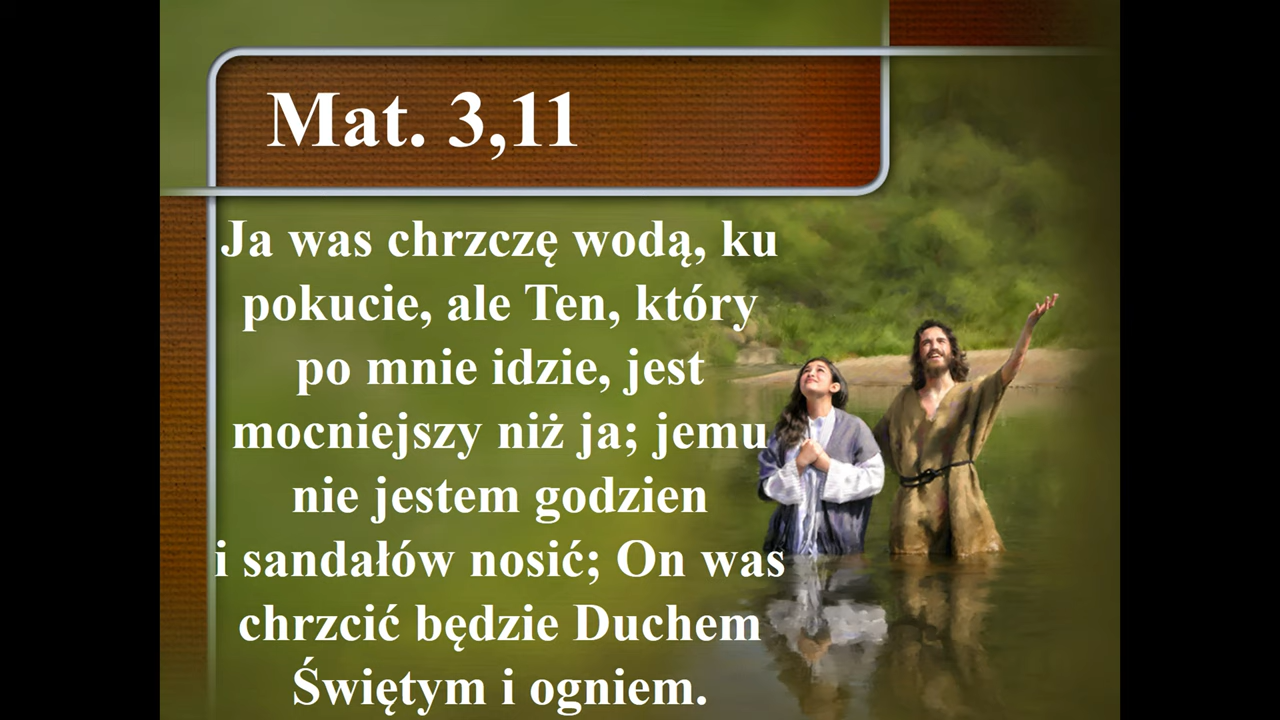 Mat. 3,11
Ja was chrzczę wodą, ku
pokucie, ale Ten, który
po mnie idzie, jest
mocniejszy niż ja; jemu
nie jestem godzien
i sandałów nosić; On was
chrzcić będzie Duchem
Świętym i ogniem.